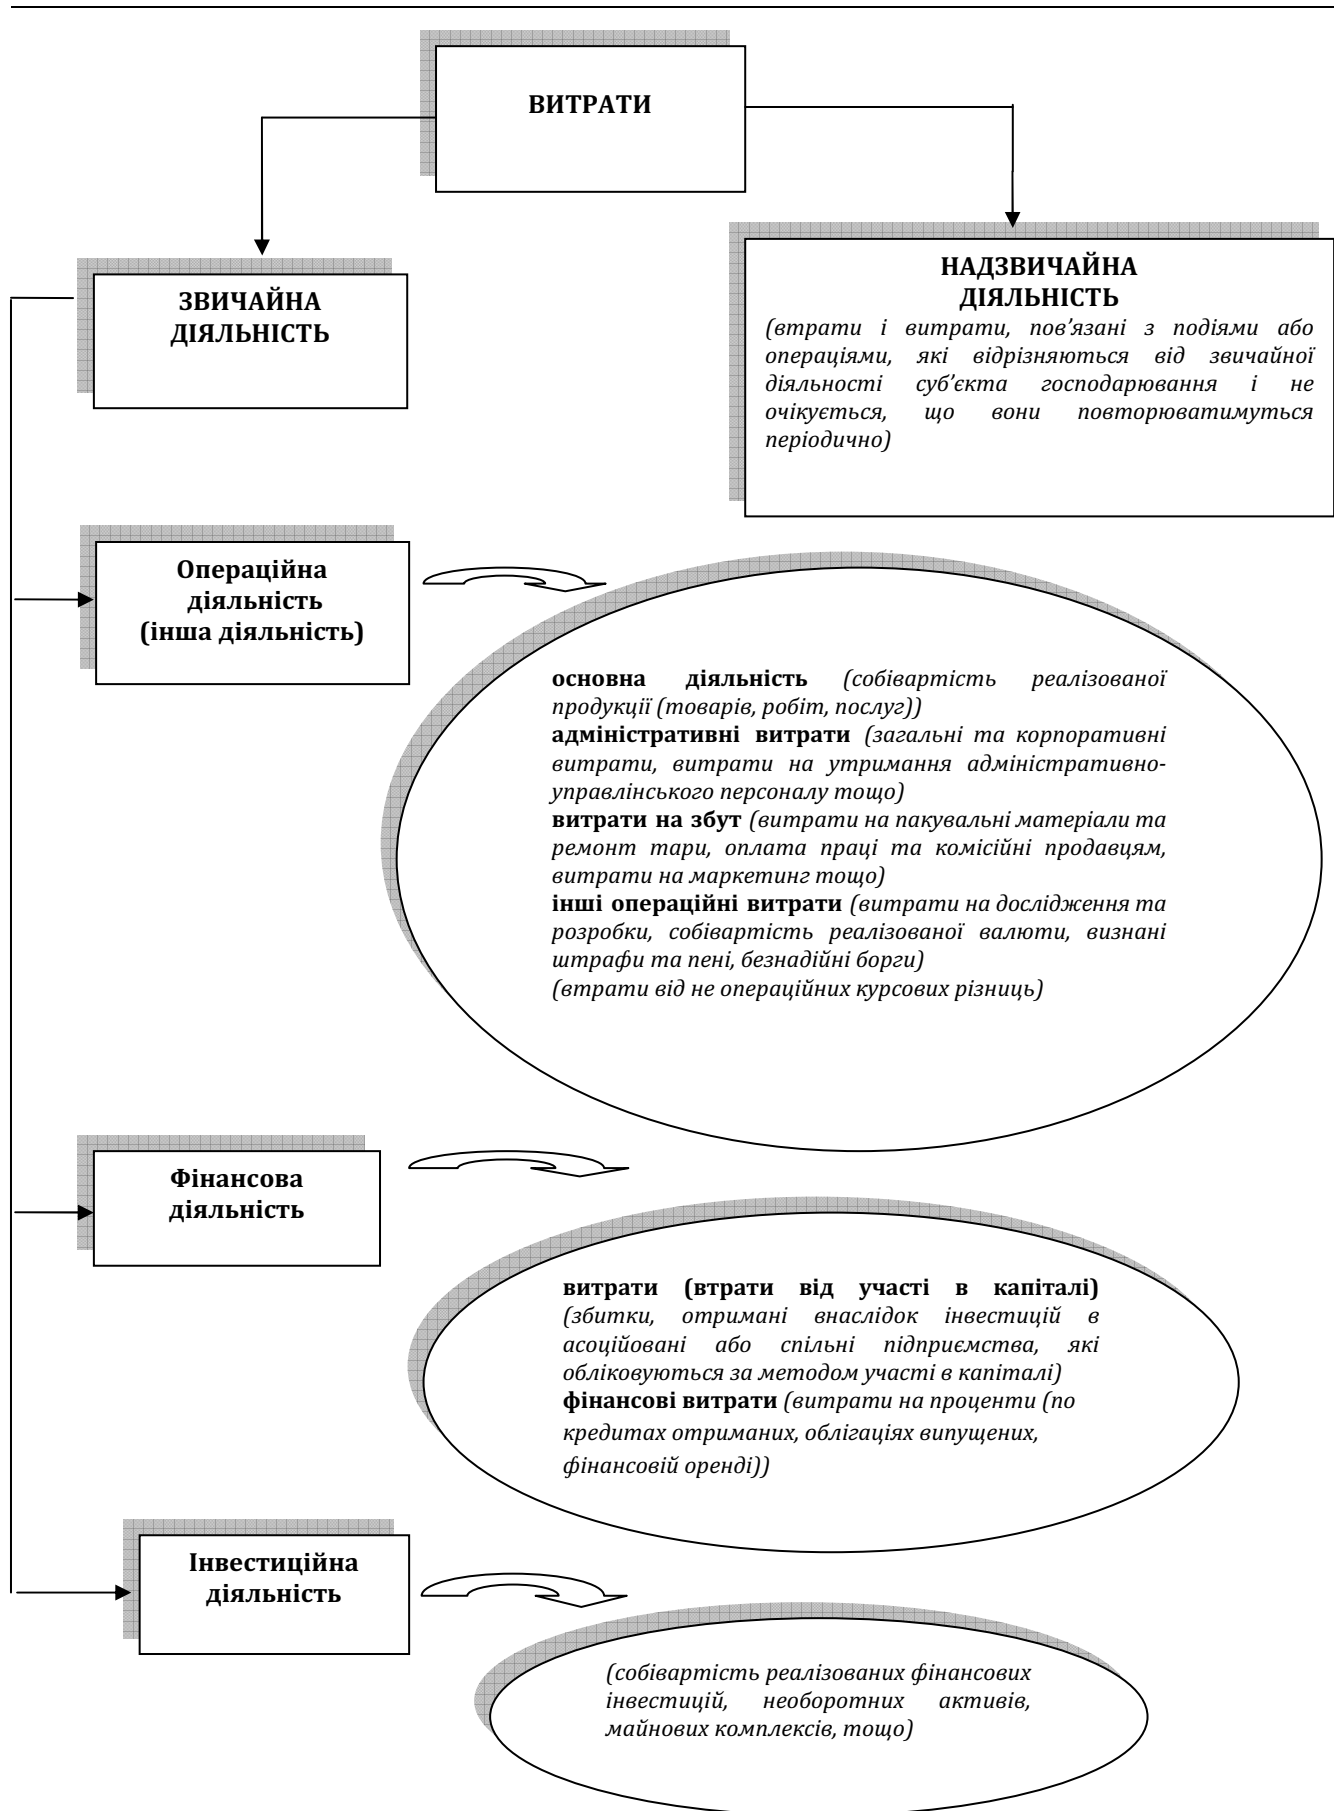 ВИТРАТИ
ЗВИЧАЙНА
ДІЯЛЬНІСТЬ
НАДЗВИЧАЙНА
ДІЯЛЬНІСТЬ
(втрати і витрати, пов’язані з подіями або
операціями, які відрізняються від звичайної
діяльності суб’єкта господарювання і не
очікується, що вони повторюватимуться
періодично)
Операційна
діяльність
(інша діяльність)
основна діяльність (собівартість реалізованої
продукції (товарів, робіт, послуг))
адміністративні витрати (загальні та корпоративні
витрати, витрати на утримання адміністративно-
управлінського персоналу тощо)
витрати на збут (витрати на пакувальні матеріали та
ремонт тари, оплата праці та комісійні продавцям,
витрати на маркетинг тощо)
інші операційні витрати (витрати на дослідження та
розробки, собівартість реалізованої валюти, визнані
штрафи та пені, безнадійні борги)
(втрати від не операційних курсових різниць)
Фінансова
діяльність
витрати (втрати від участі в капіталі)
(збитки, отримані внаслідок інвестицій в
асоційовані або спільні підприємства, які
обліковуються за методом участі в капіталі)
фінансові витрати (витрати на проценти (по
кредитах отриманих, облігаціях випущених,
фінансовій оренді))
Інвестиційна
діяльність
(собівартість реалізованих фінансових
інвестицій, необоротних активів,
майнових комплексів, тощо)